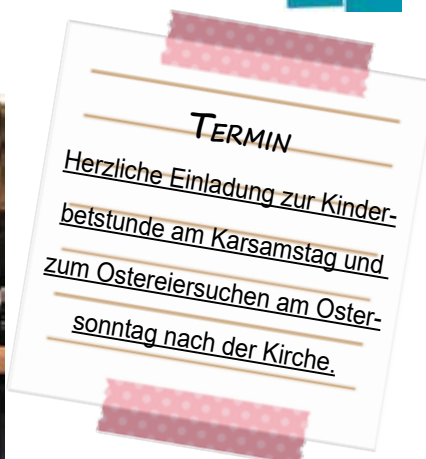 TERMIN
Herzliche Einladung zur Kinder-
betstunde am Karsamstag und
zum Ostereiersuchen am Oster-
sonntag nach der Kirche.